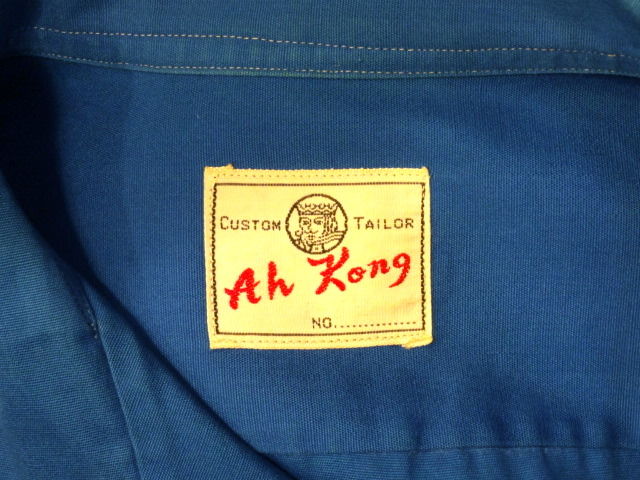 CUSTOM TAILOR
Ah Kong
NO..............